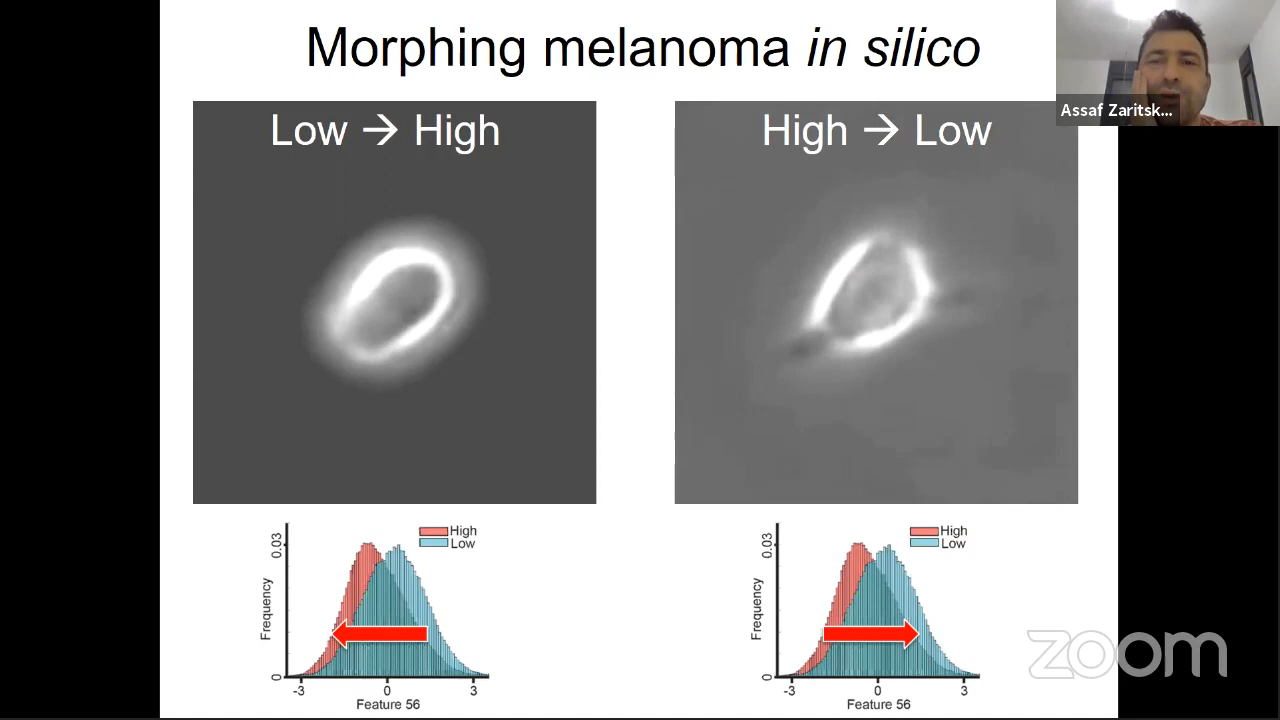 Morphing melanoma in silico
Assaf Zaritsk...
Low → High
High → Low
High
Low
0.03
Frequency
0
-3 0 3
Feature 56
High
Low
0.03
Frequency
0
-3 0 3
Feature 56
zoom